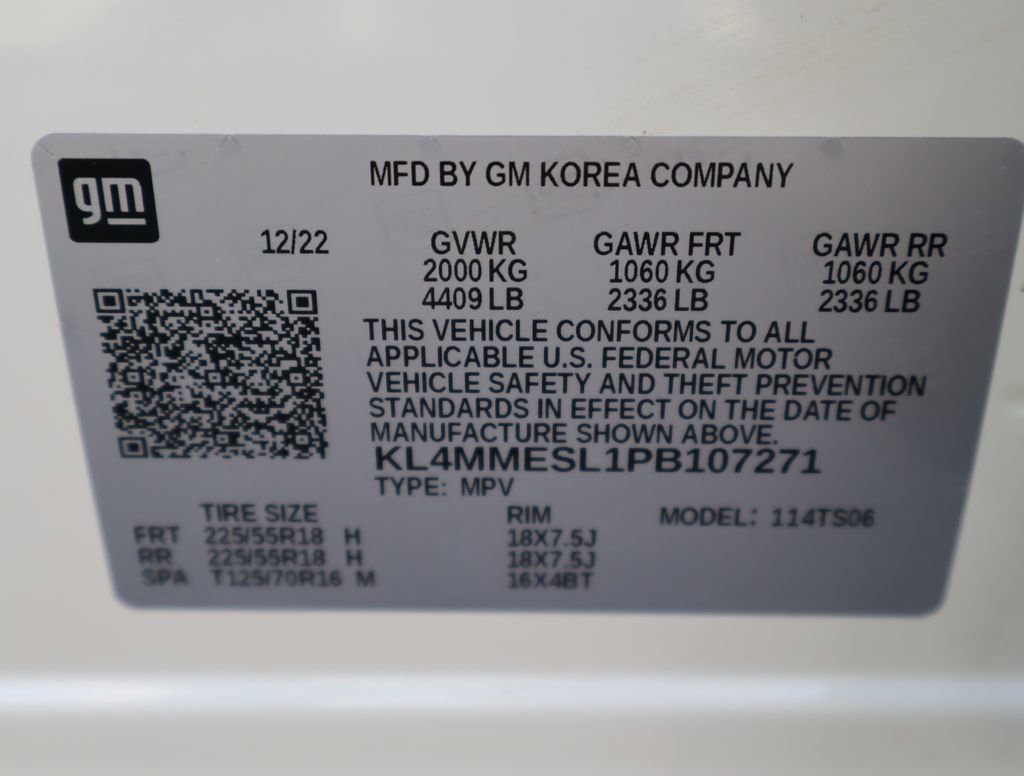 gm
MFD BY GM KOREA COMPANY
12/22 GVWR GAWR FRT GAWR RR
2000 KG 1060 KG 1060 KG
4409 LB 2336 LB 2336 LB
THIS VEHICLE CONFORMS TO ALL
APPLICABLE U.S. FEDERAL MOTOR
VEHICLE SAFETY AND THEFT PREVENTION
STANDARDS IN EFFECT ON THE DATE OF
MANUFACTURE SHOWN ABOVE.
KL4MMESL1PB107271
TYPE: MPV
TIRE SIZE RIM MODEL: 114TS06
FRT 225/55R18 H 18X7.5J
RR 225/55R18 H 18X7.5J
SPA T125/70R16 M 16X4BT